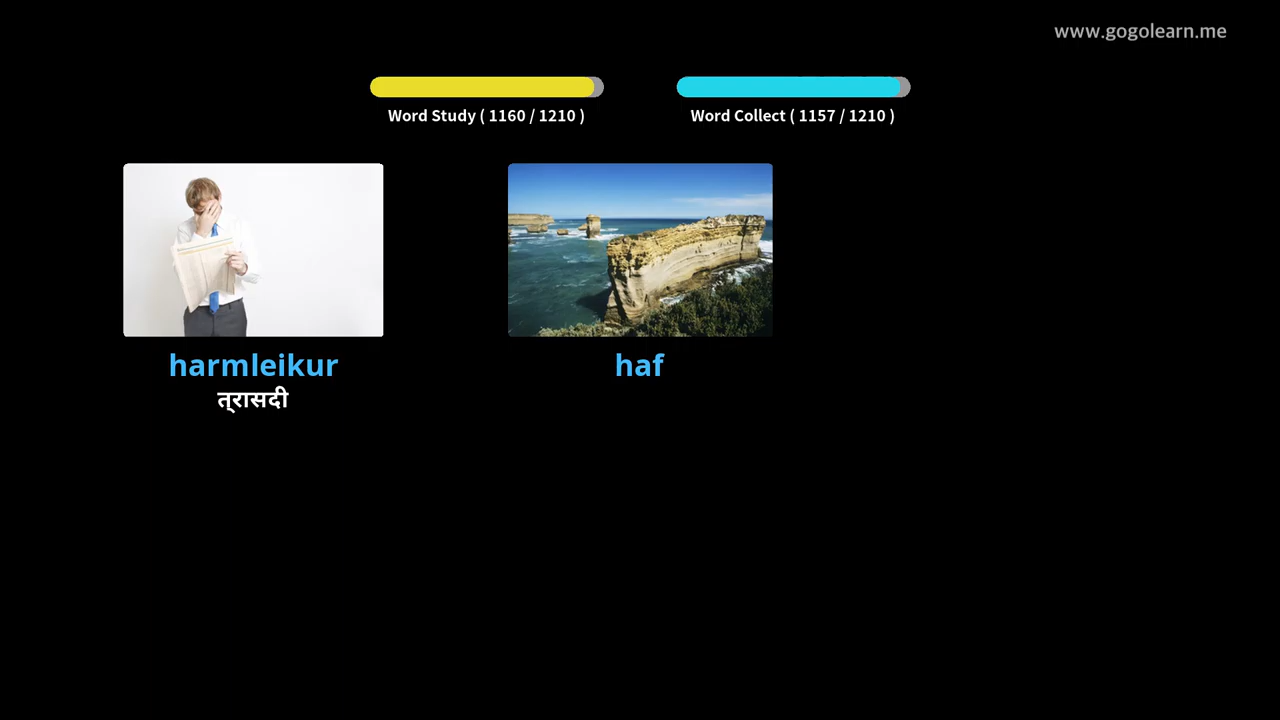 www.gogolearn.me
Word Study ( 1160 / 1210 )
Word Collect ( 1157 / 1210 )
harmleikur
haf
त्रासदी